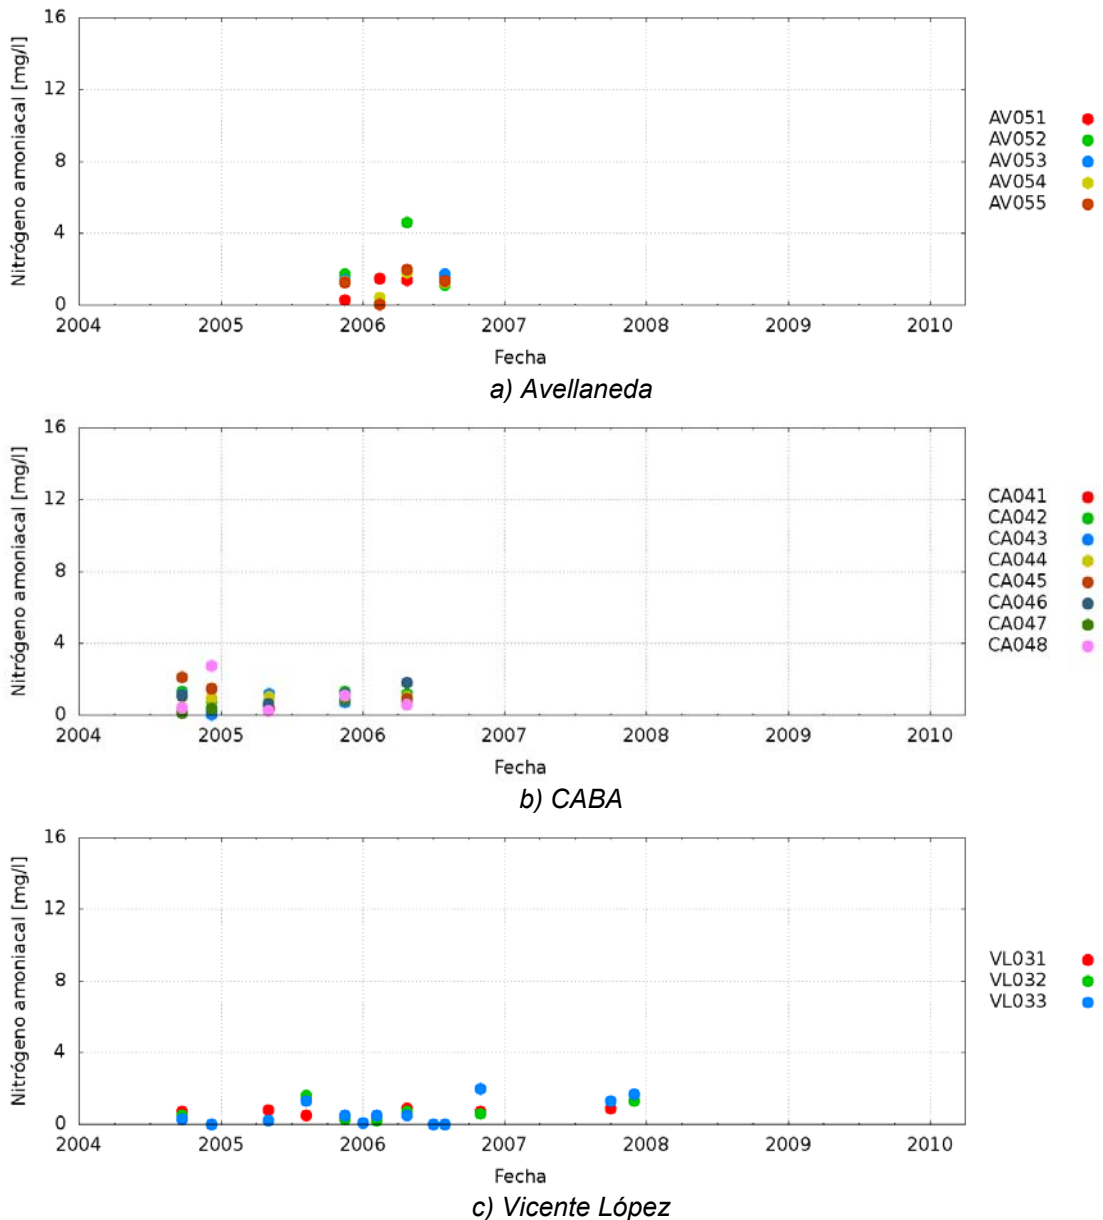 Nitrógeno amoniacal [mg/l]
16
12
8
4
0
2004 2005 2006 2007 2008 2009 2010
Fecha
AV051
AV052
AV053
AV054
AV055
a) Avellaneda
Nitrógeno amoniacal [mg/l]
16
12
8
4
0
2004 2005 2006 2007 2008 2009 2010
Fecha
CA041
CA042
CA043
CA044
CA045
CA046
CA047
CA048
b) CABA
Nitrógeno amoniacal [mg/l]
16
12
8
4
0
2004 2005 2006 2007 2008 2009 2010
Fecha
VL031
VL032
VL033
c) Vicente López